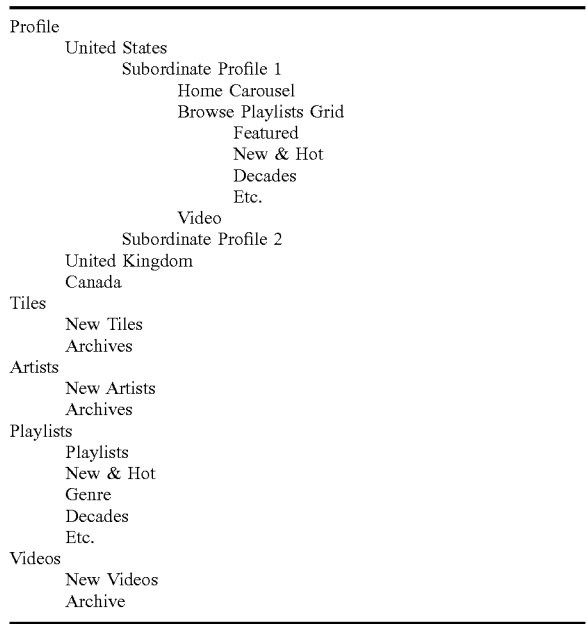 Profile
United States
Subordinate Profile 1
Home Carousel
Browse Playlists Grid
Featured
New & Hot
Decades
Etc.
Video
Subordinate Profile 2
United Kingdom
Canada
Tiles
New Tiles
Archives
Artists
New Artists
Archives
Playlists
Playlists
New & Hot
Genre
Decades
Etc.
Videos
New Videos
Archive